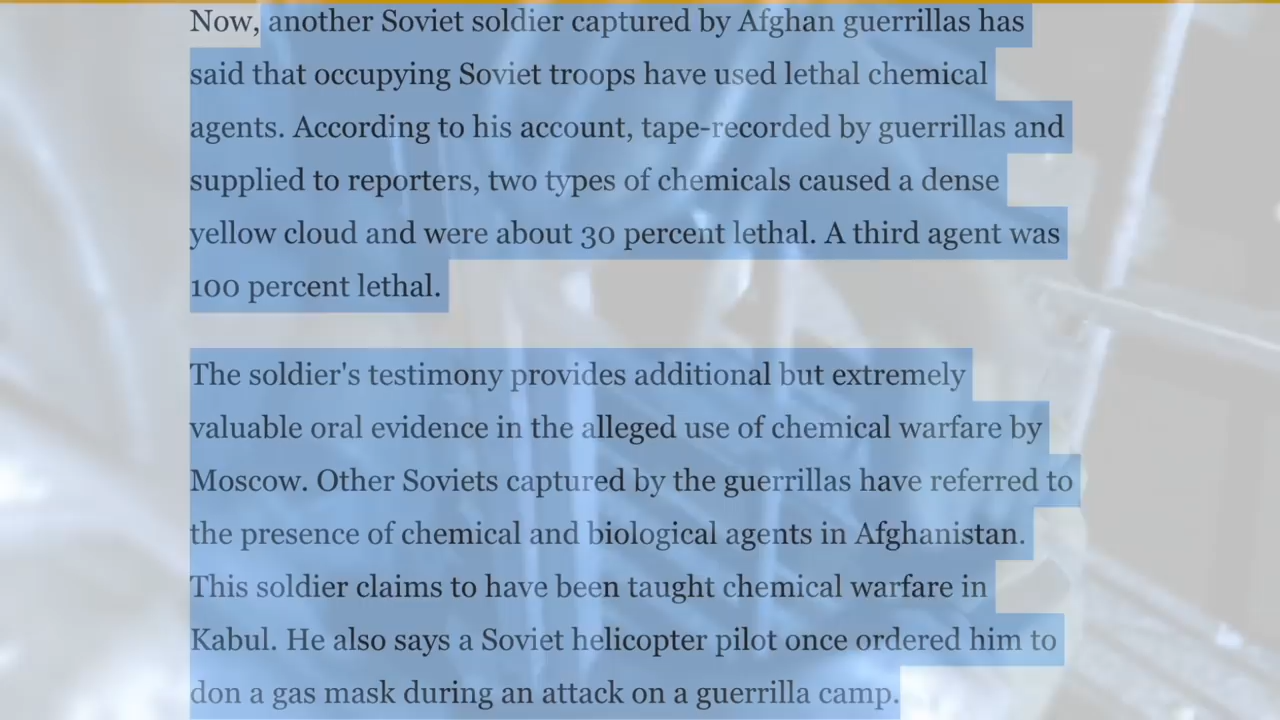 Now, another Soviet soldier captured by Afghan guerrillas has
said that occupying Soviet troops have used lethal chemical
agents. According to his account, tape-recorded by guerrillas and
supplied to reporters, two types of chemicals caused a dense
yellow cloud and were about 30 percent lethal. A third agent was
100 percent lethal.
The soldier's testimony provides additional but extremely
valuable oral evidence in the alleged use of chemical warfare by
Moscow. Other Soviets captured by the guerrillas have referred to
the presence of chemical and biological agents in Afghanistan.
This soldier claims to have been taught chemical warfare in
Kabul. He also says a Soviet helicopter pilot once ordered him to
don a gas mask during an attack on a guerrilla camp.